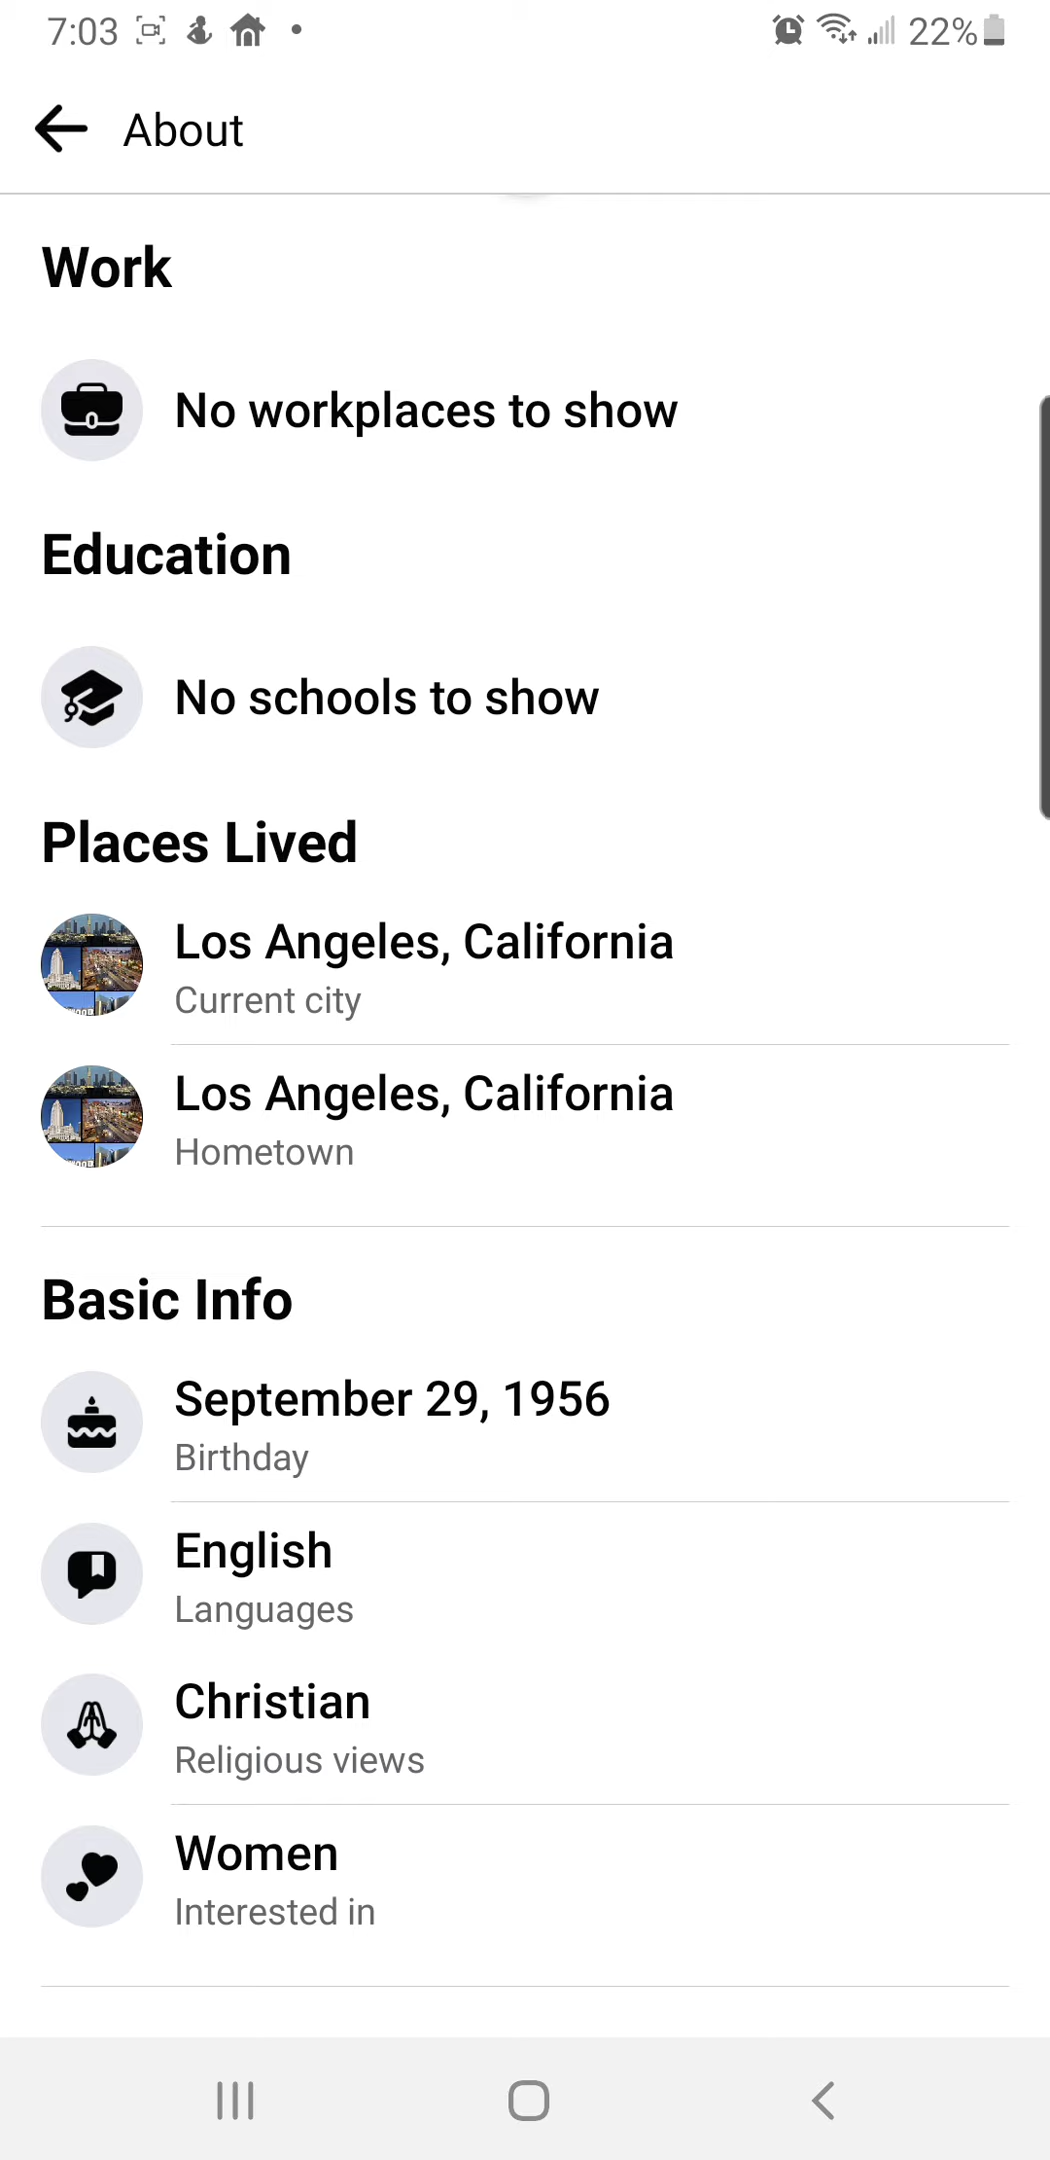 7:03 22%
About
Work
No workplaces to show
Education
No schools to show
Places Lived
Los Angeles, California
Current city
Los Angeles, California
Hometown
Basic Info
September 29, 1956
Birthday
English
Languages
Christian
Religious views
Women
Interested in